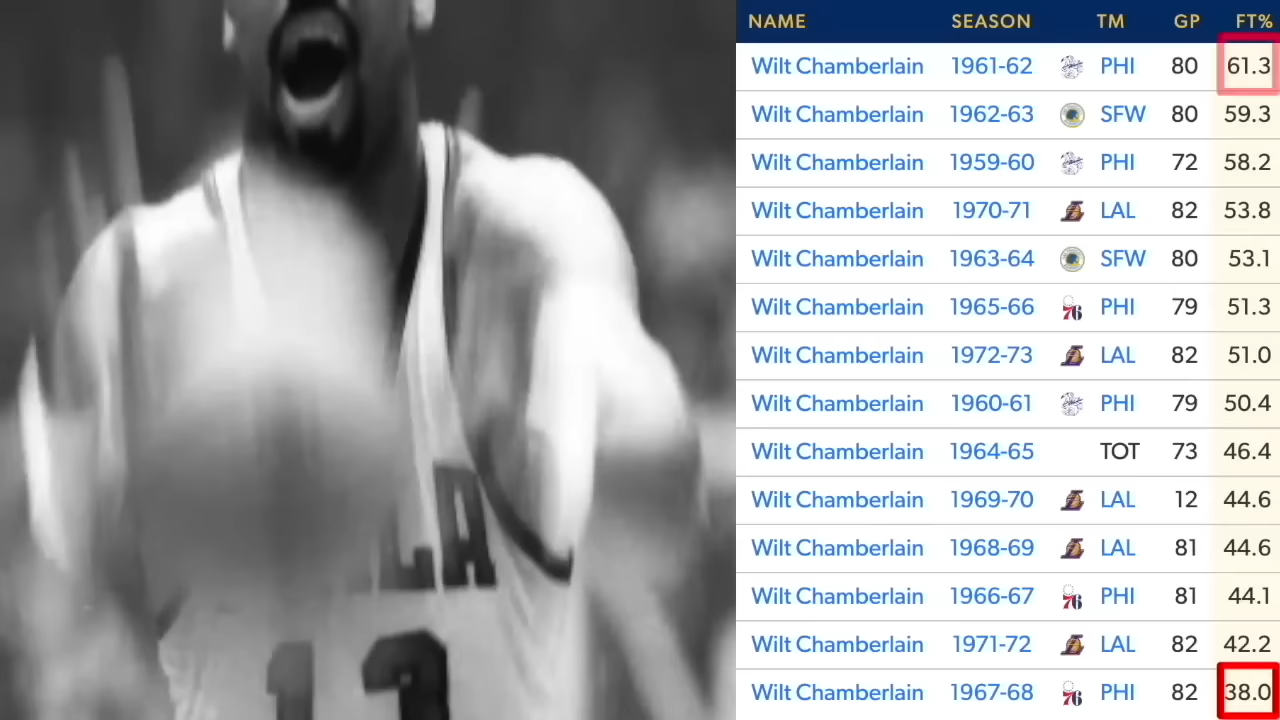 NAME SEASON TM GP FT%
Wilt Chamberlain 1961-62 PHI 80 61.3
Wilt Chamberlain 1962-63 SFW 80 59.3
Wilt Chamberlain 1959-60 PHI 72 58.2
Wilt Chamberlain 1970-71 LAL 82 53.8
Wilt Chamberlain 1963-64 SFW 80 53.1
Wilt Chamberlain 1965-66 PHI 79 51.3
Wilt Chamberlain 1972-73 LAL 82 51.0
Wilt Chamberlain 1960-61 PHI 79 50.4
Wilt Chamberlain 1964-65 TOT 73 46.4
Wilt Chamberlain 1969-70 LAL 12 44.6
Wilt Chamberlain 1968-69 LAL 81 44.6
Wilt Chamberlain 1966-67 PHI 81 44.1
Wilt Chamberlain 1971-72 LAL 82 42.2
Wilt Chamberlain 1967-68 PHI 82 38.0
LA
13